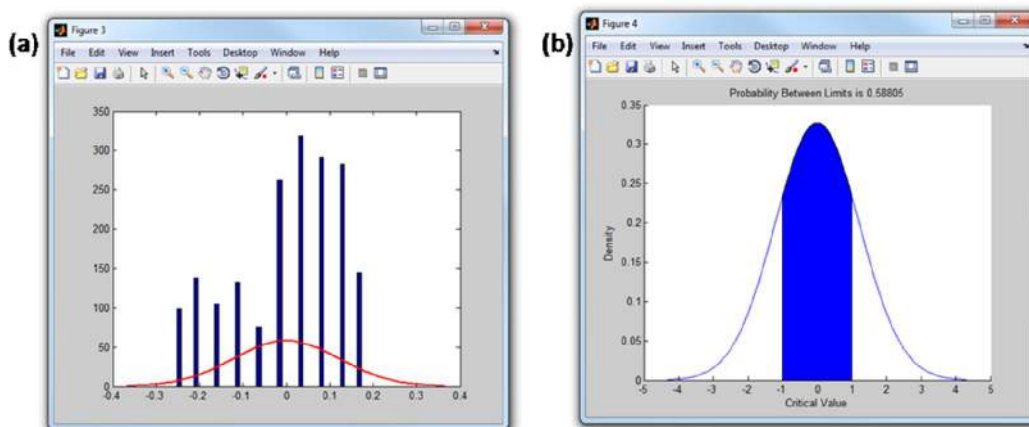 (a)
Figure 3
File Edit View Insert Tools Desktop Window Help
350
300
250
200
150
100
50
0
-0.4 -0.3 -0.2 -0.1 0 0.1 0.2 0.3 0.4
(b)
Figure 4
File Edit View Insert Tools Desktop Window Help
Probability Between Limits is 0.58805
0.35
0.3
0.25
0.2
0.15
0.1
0.05
0
Density
-5 -4 -3 -2 -1 0 1 2 3 4 5
Critical Value